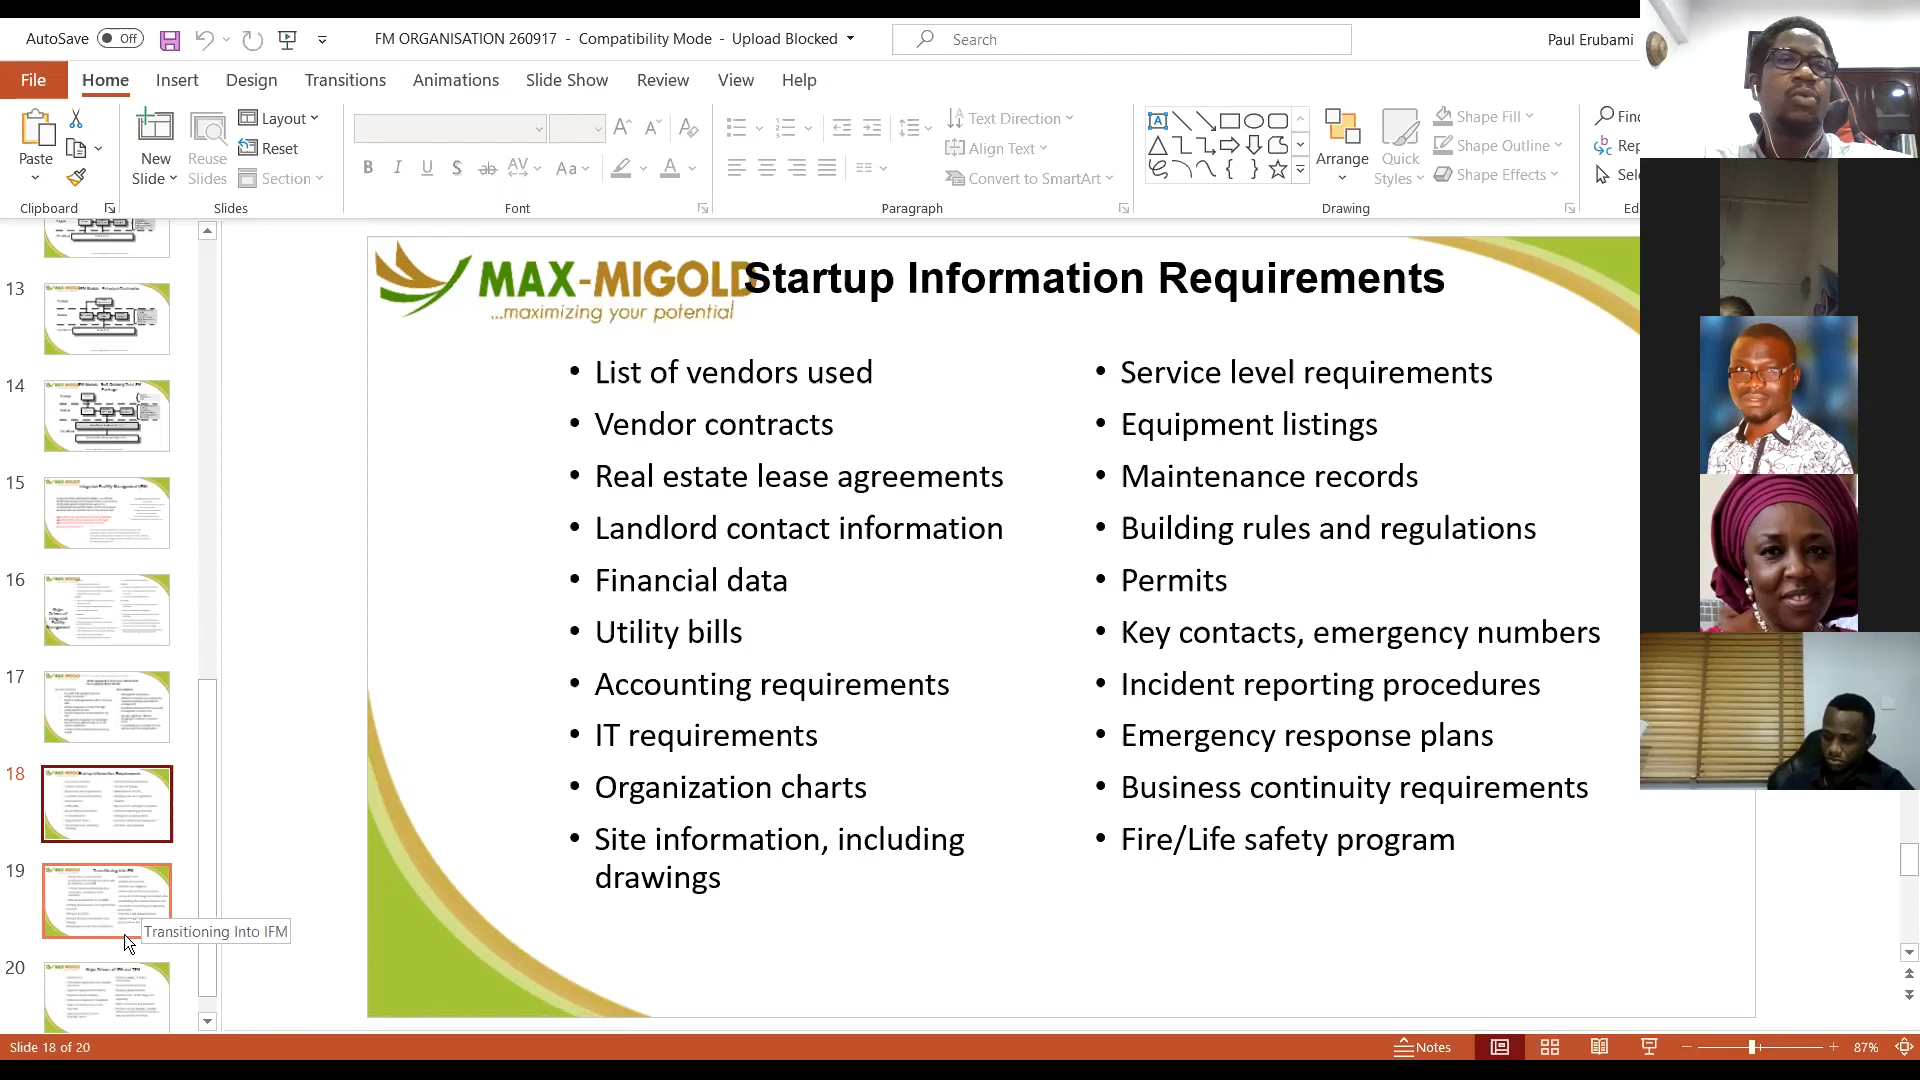 AutoSave Off FM ORGANISATION 260917 - Compatibility Mode - Upload Blocked Search Paul Erubami
File Home Insert Design Transitions Animations Slide Show Review View Help
Paste New Slide Reuse Slides Layout Reset Section
Text Direction Align Text Convert to SmartArt
Arrange Quick Styles Shape Fill Shape Outline Shape Effects
Clipboard Slides Font Paragraph Drawing
MAX-MIGOLD
...maximizing your potential
Startup Information Requirements
• List of vendors used
• Vendor contracts
• Real estate lease agreements
• Landlord contact information
• Financial data
• Utility bills
• Accounting requirements
• IT requirements
• Organization charts
• Site information, including
drawings
• Service level requirements
• Equipment listings
• Maintenance records
• Building rules and regulations
• Permits
• Key contacts, emergency numbers
• Incident reporting procedures
• Emergency response plans
• Business continuity requirements
• Fire/Life safety program
13
14
15
16
17
18
19
Transitioning Into IFM
20
Slide 18 of 20 Notes 87%